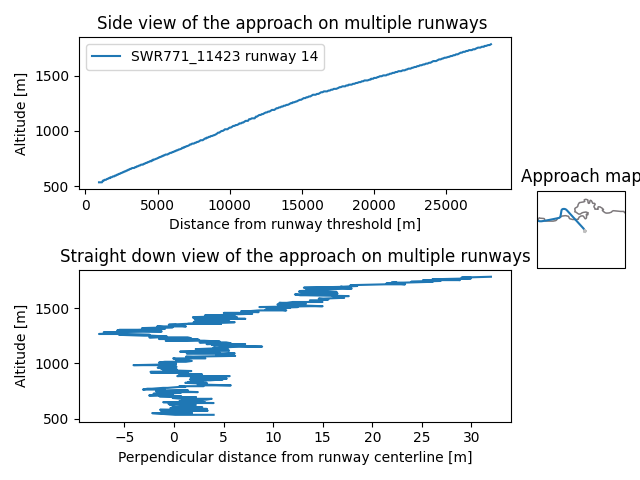 Side view of the approach on multiple runways
SWR771_11423 runway 14
Altitude [m]
1500
1000
500
0
5000
10000
15000
20000
25000
Distance from runway threshold [m]
Approach map
Straight down view of the approach on multiple runways
Altitude [m]
1500
1000
500
−5
0
5
10
15
20
25
30
Perpendicular distance from runway centerline [m]